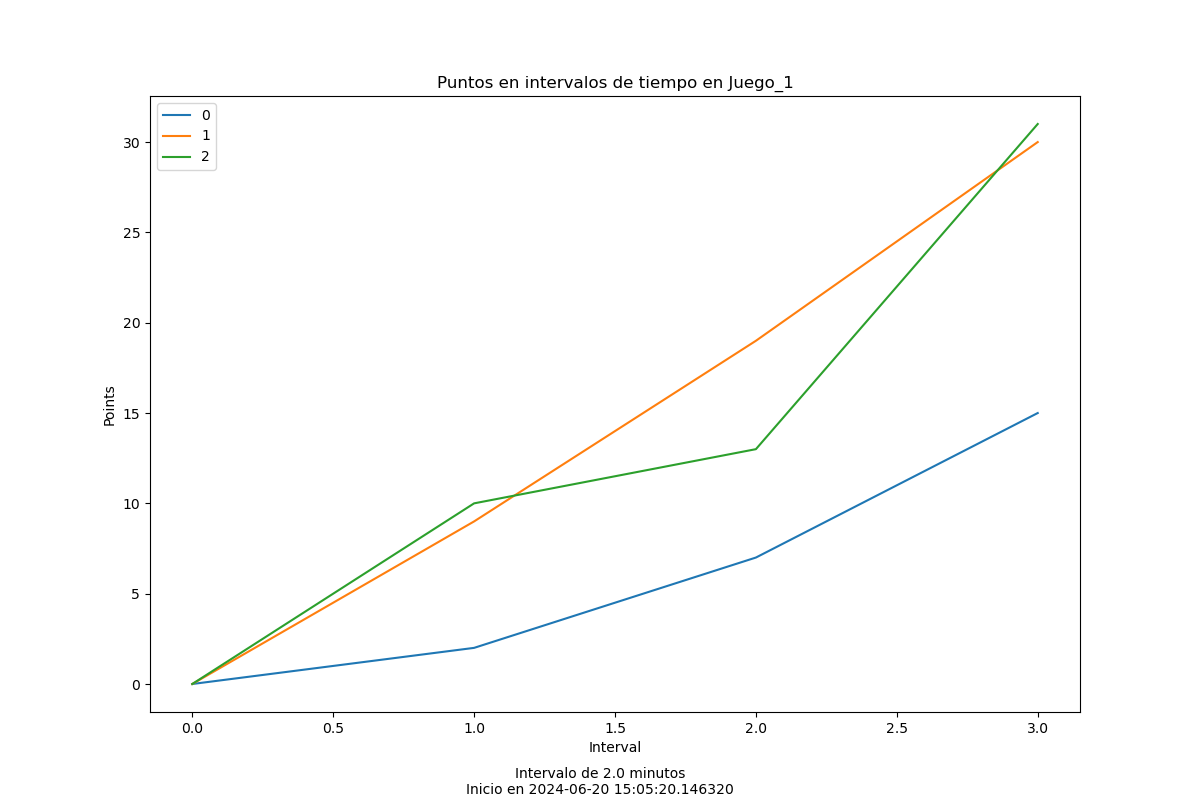 Puntos en intervalos de tiempo en Juego_1
0
1
2
30
25
20
15
10
5
0
Points
0.0 0.5 1.0 1.5 2.0 2.5 3.0
Interval
Intervalo de 2.0 minutos
Inicio en 2024-06-20 15:05:20.146320